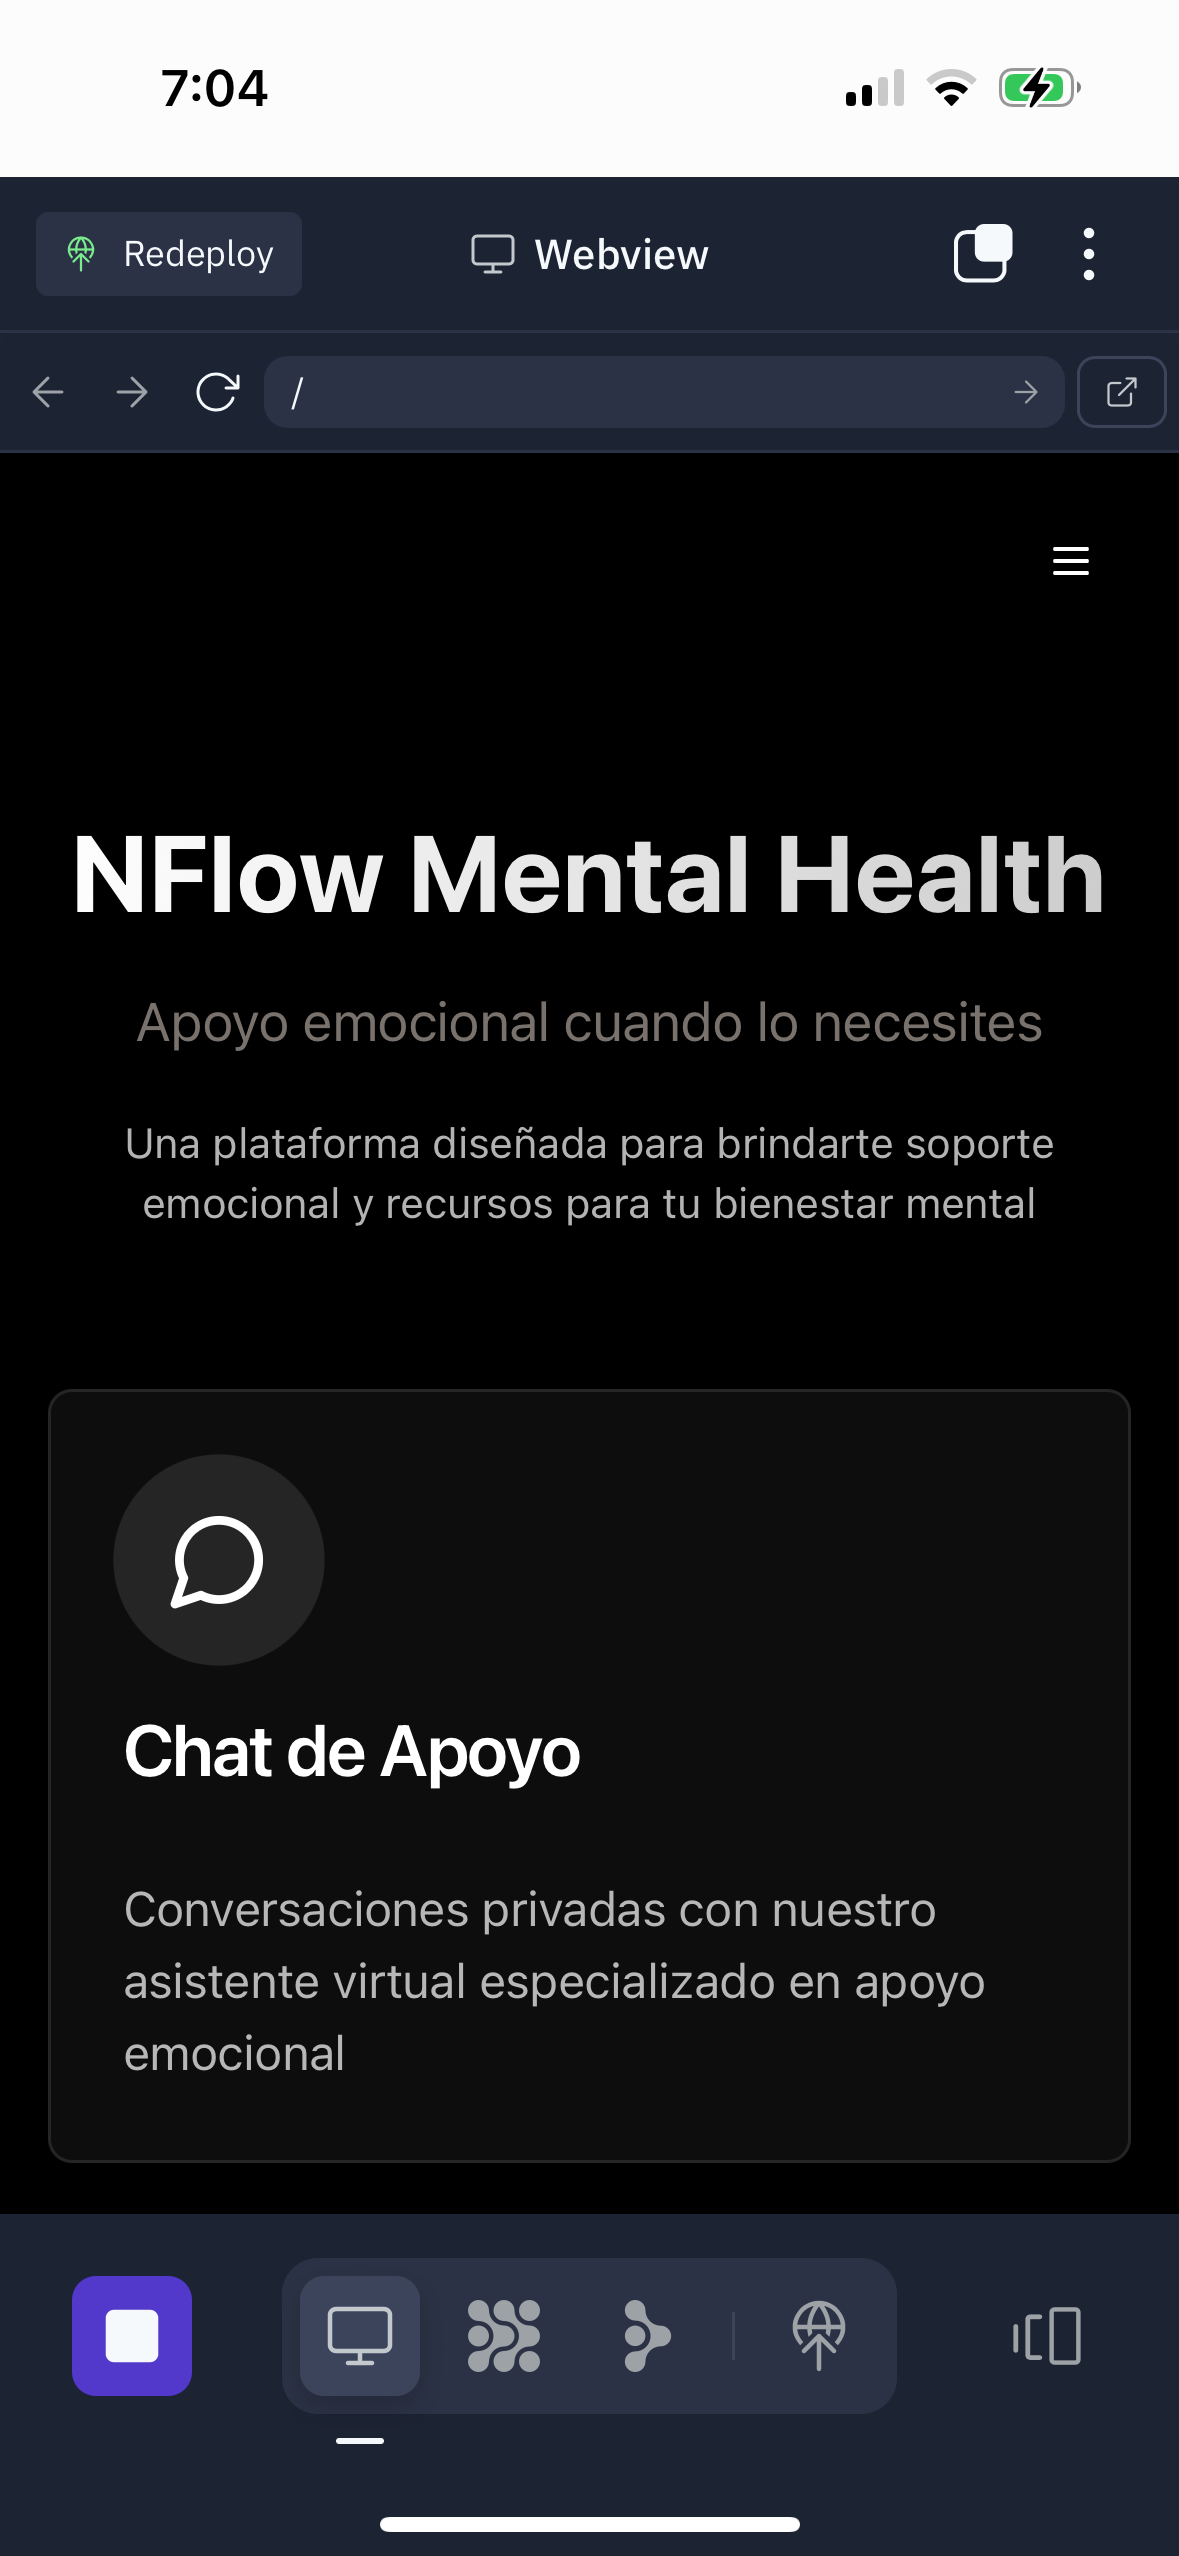 7:04
Redeploy
Webview
/
NFlow Mental Health
Apoyo emocional cuando lo necesites
Una plataforma diseñada para brindarte soporte
emocional y recursos para tu bienestar mental
Chat de Apoyo
Conversaciones privadas con nuestro
asistente virtual especializado en apoyo
emocional